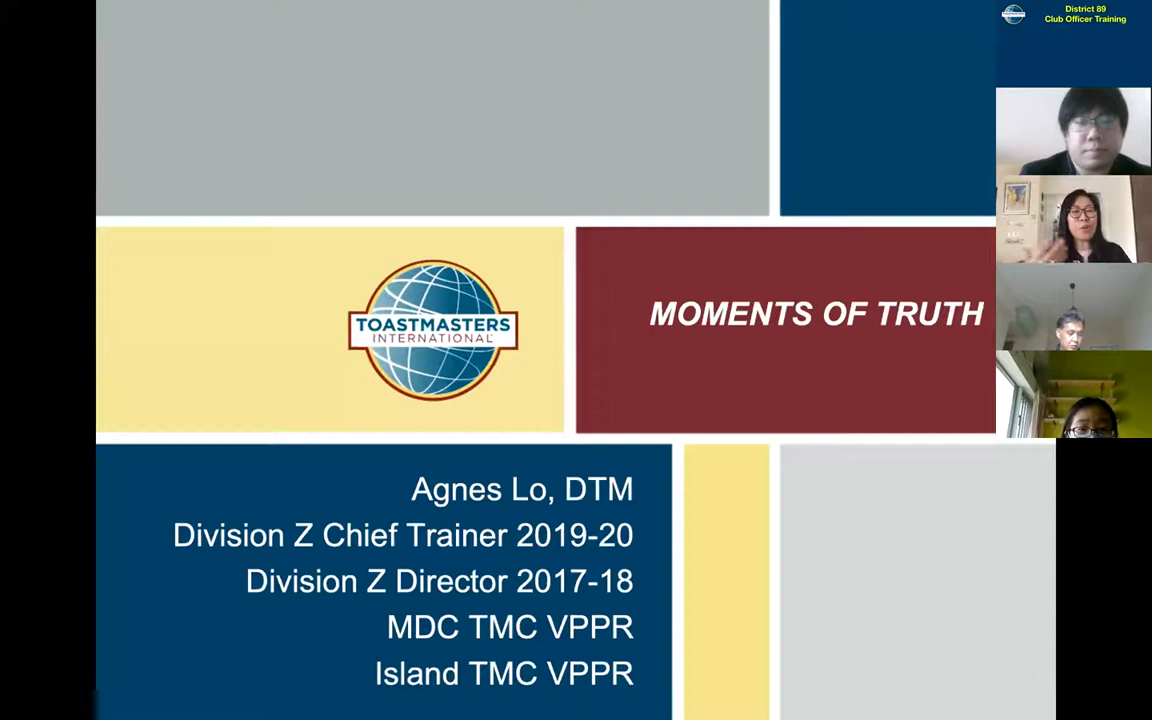 District 89
Club Officer Training
TOASTMASTERS
INTERNATIONAL
MOMENTS OF TRUTH
Agnes Lo, DTM
Division Z Chief Trainer 2019-20
Division Z Director 2017-18
MDC TMC VPPR
Island TMC VPPR